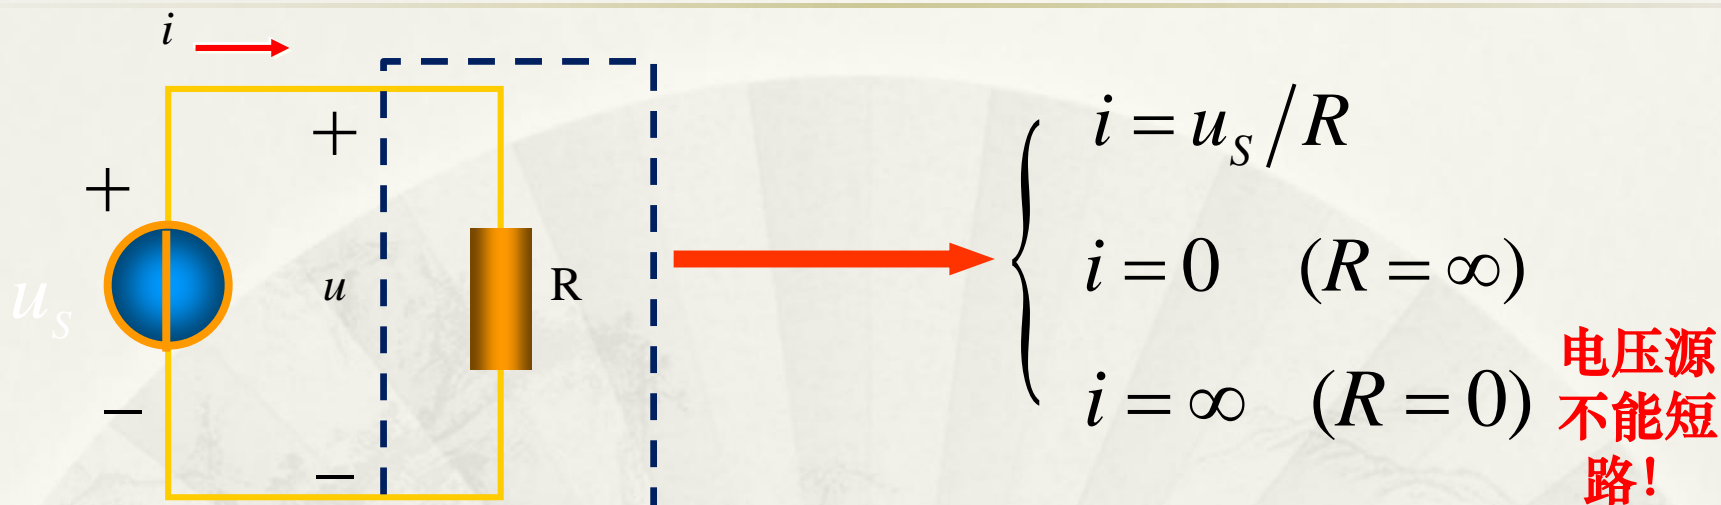 i
+
+
u_S
u
R
−
−
i = u_S / R
i = 0 (R = ∞)
i = ∞ (R = 0)
电压源
不能短
路！